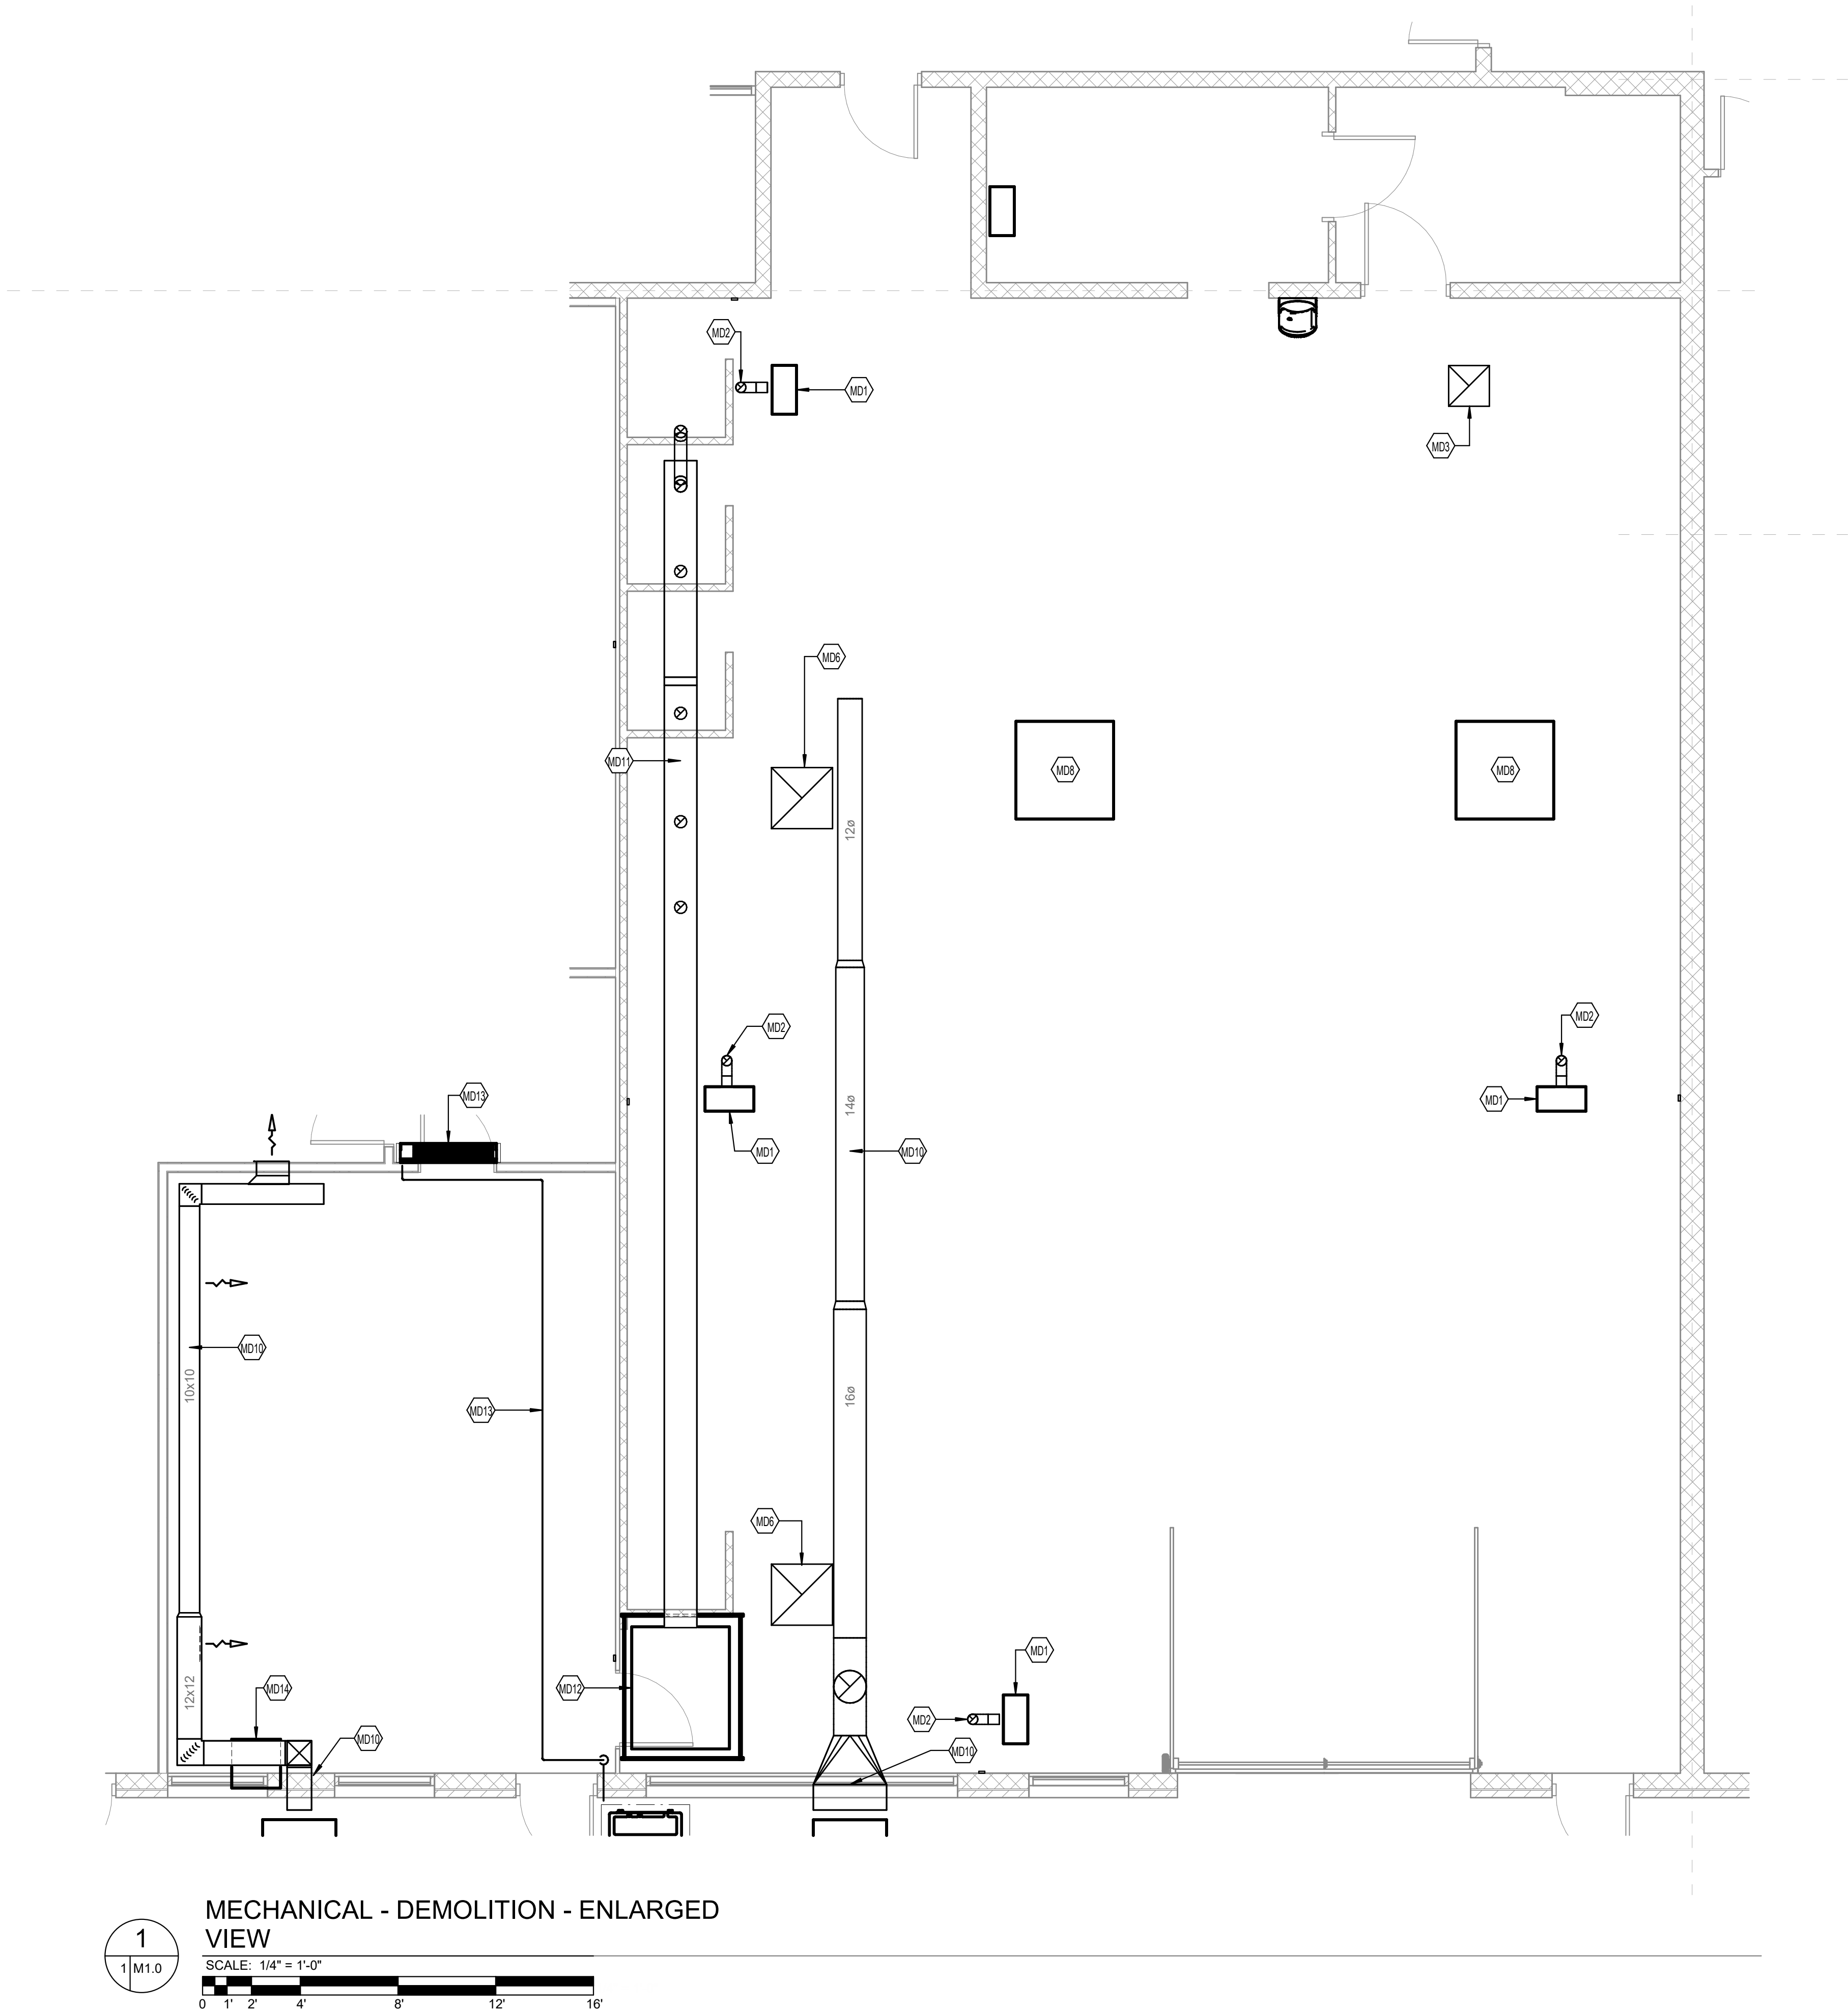 MD2
MD1
MD3
MD6
MD11
MD8
MD8
12ø
MD2
MD2
MD13
MD1
14ø
MD1
MD10
MD10
10x10
16ø
MD13
MD6
MD1
12x12
MD14
MD12
MD2
MD10
MD10
MECHANICAL - DEMOLITION - ENLARGED
VIEW
1
1 M1.0
SCALE: 1/4" = 1'-0"
0 1' 2' 4' 8' 12' 16'